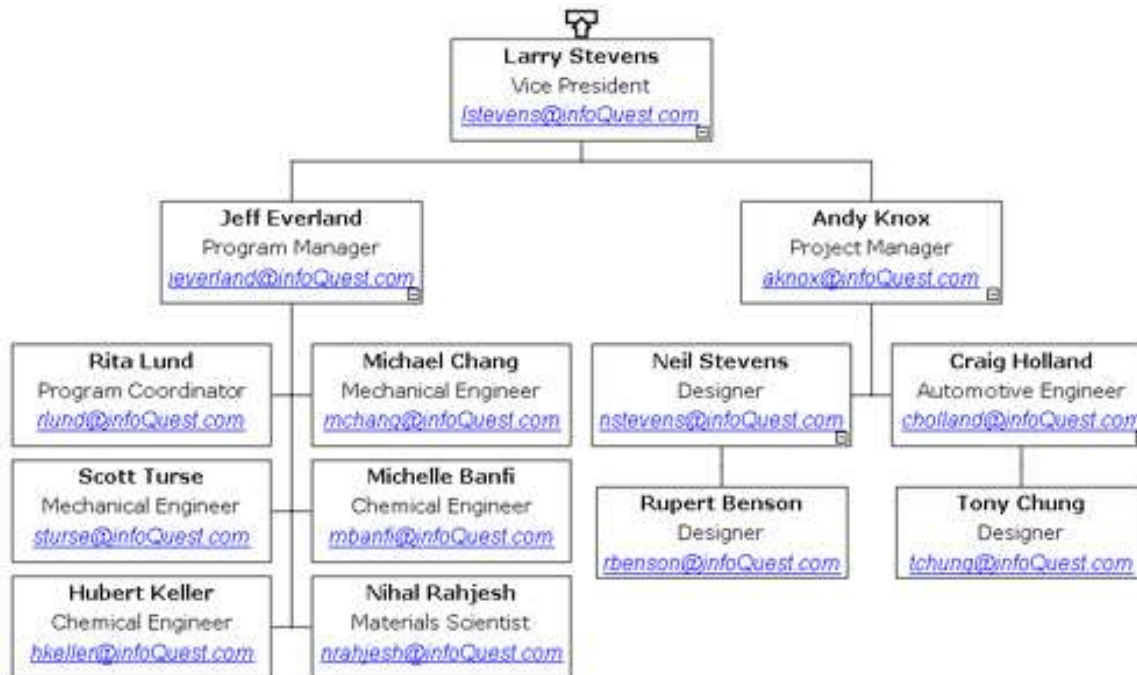 Larry Stevens
Vice President
lstevens@infoQuest.com
Jeff Everland
Program Manager
jeverland@infoQuest.com
Andy Knox
Project Manager
aknox@infoQuest.com
Rita Lund
Program Coordinator
rlund@infoQuest.com
Michael Chang
Mechanical Engineer
mchang@infoQuest.com
Neil Stevens
Designer
nstevens@infoQuest.com
Craig Holland
Automotive Engineer
cholland@infoQuest.com
Scott Turse
Mechanical Engineer
sturse@infoQuest.com
Michelle Banfi
Chemical Engineer
mbanfi@infoQuest.com
Rupert Benson
Designer
rbenson@infoQuest.com
Tony Chung
Designer
tchung@infoQuest.com
Hubert Keller
Chemical Engineer
hkeller@infoQuest.com
Nihal Rahjesh
Materials Scientist
nrahjesh@infoQuest.com